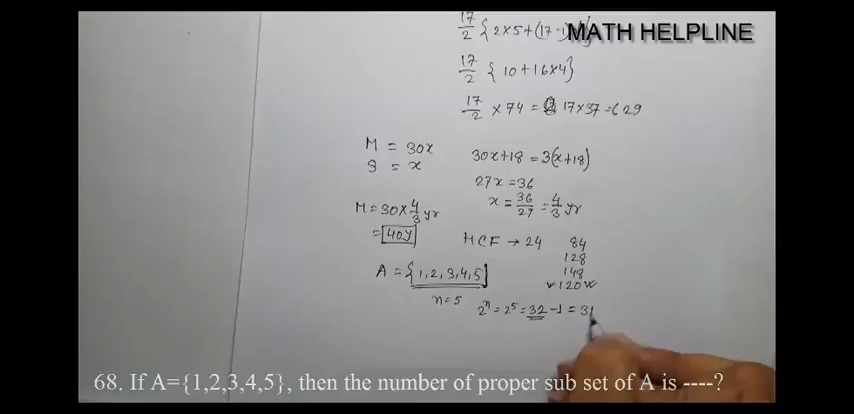 MATH HELPLINE
17/2 {2×5+(17-1)
17/2 {10+16×4}
17/2 × 74 = 17×37 = 629
M = 30x
S = x
30x+18 = 3(x+18)
27x = 36
x = 36/27 = 4/3 yr
M = 30×4/3 yr
= 40y
HCF → 24
84
128
148
120
A = {1,2,3,4,5}
n=5
2ⁿ = 2⁵ = 32 -1 = 31
68. If A={1,2,3,4,5}, then the number of proper sub set of A is ----?